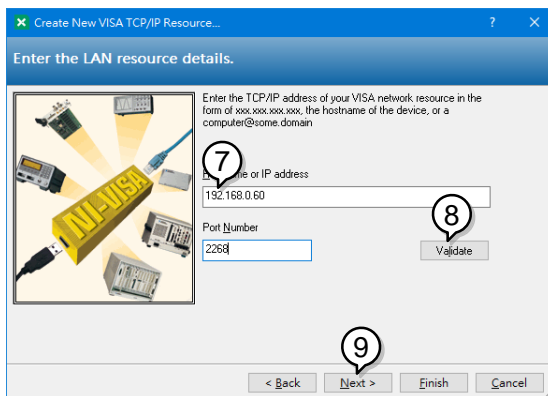 Create New VISA TCP/IP Resource...
Enter the LAN resource details.
Enter the TCP/IP address of your VISA network resource in the
form of xxx.xxx.xxx.xxx, the hostname of the device, or a
computer@some.domain
7
or IP address
192.168.0.60
8
Port Number
2268
Validate
NI-VISA
9
< Back Next > Finish Cancel